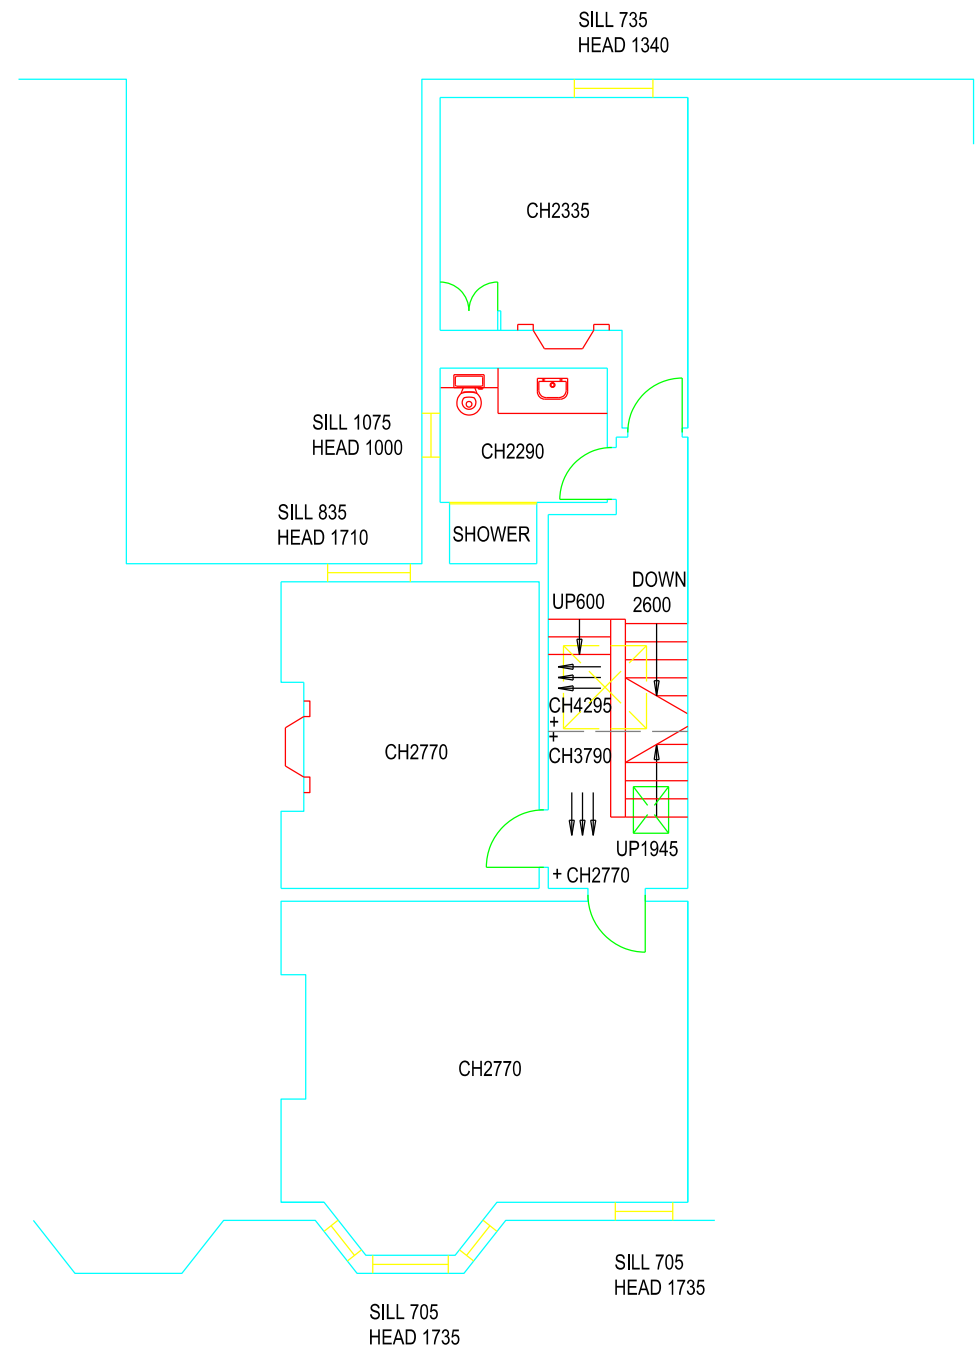 SILL 735
HEAD 1340
CH2335
SILL 1075
HEAD 1000
CH2290
SILL 835
HEAD 1710
SHOWER
DOWN
2600
UP600
CH4295
CH3790
CH2770
UP1945
CH2770
CH2770
SILL 705
HEAD 1735
SILL 705
HEAD 1735